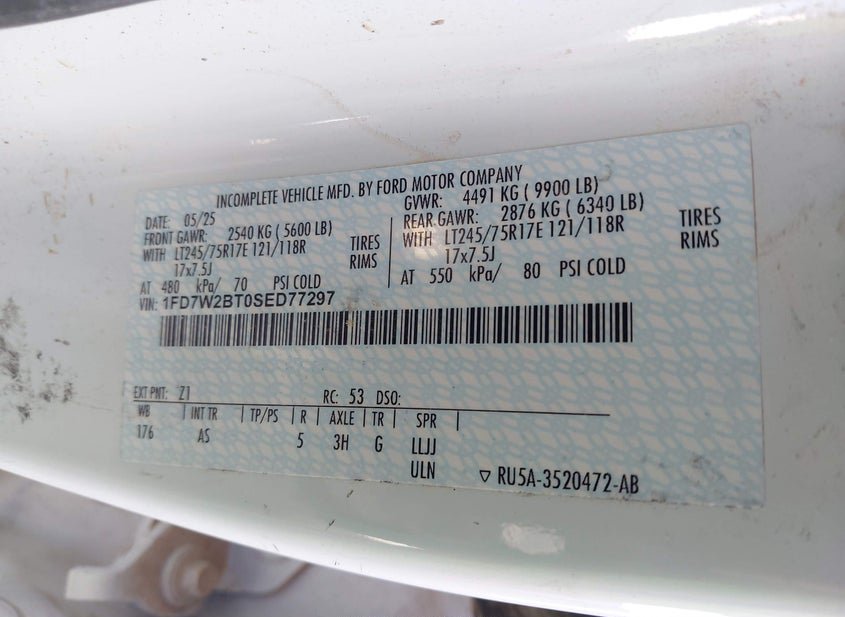 INCOMPLETE VEHICLE MFD. BY FORD MOTOR COMPANY
DATE: 05/25 GVWR: 4491 KG ( 9900 LB)
FRONT GAWR: 2540 KG ( 5600 LB) REAR GAWR: 2876 KG ( 6340 LB)
WITH LT245/75R17E 121/118R TIRES WITH LT245/75R17E 121/118R TIRES
17x7.5J RIMS 17x7.5J RIMS
AT 480 kPa/ 70 PSI COLD AT 550 kPa/ 80 PSI COLD
VIN: 1FD7W2BT0SED77297
EXT PNT: Z1 RC: 53 DSO:
WB | INT TR | TP/PS | R | AXLE | TR | SPR |
176 AS 5 3H G LLJJ
ULN ▽ RU5A-3520472-AB